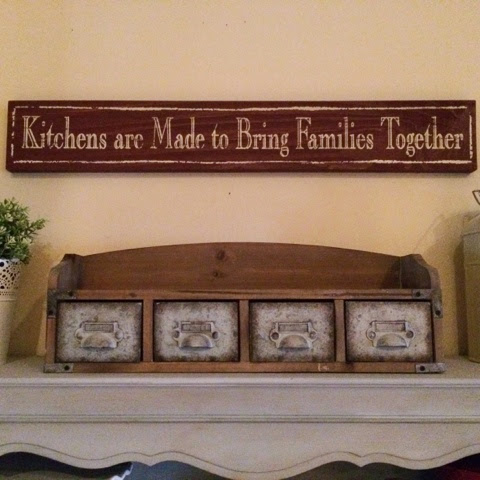 Kitchens are Made to Bring Families Together